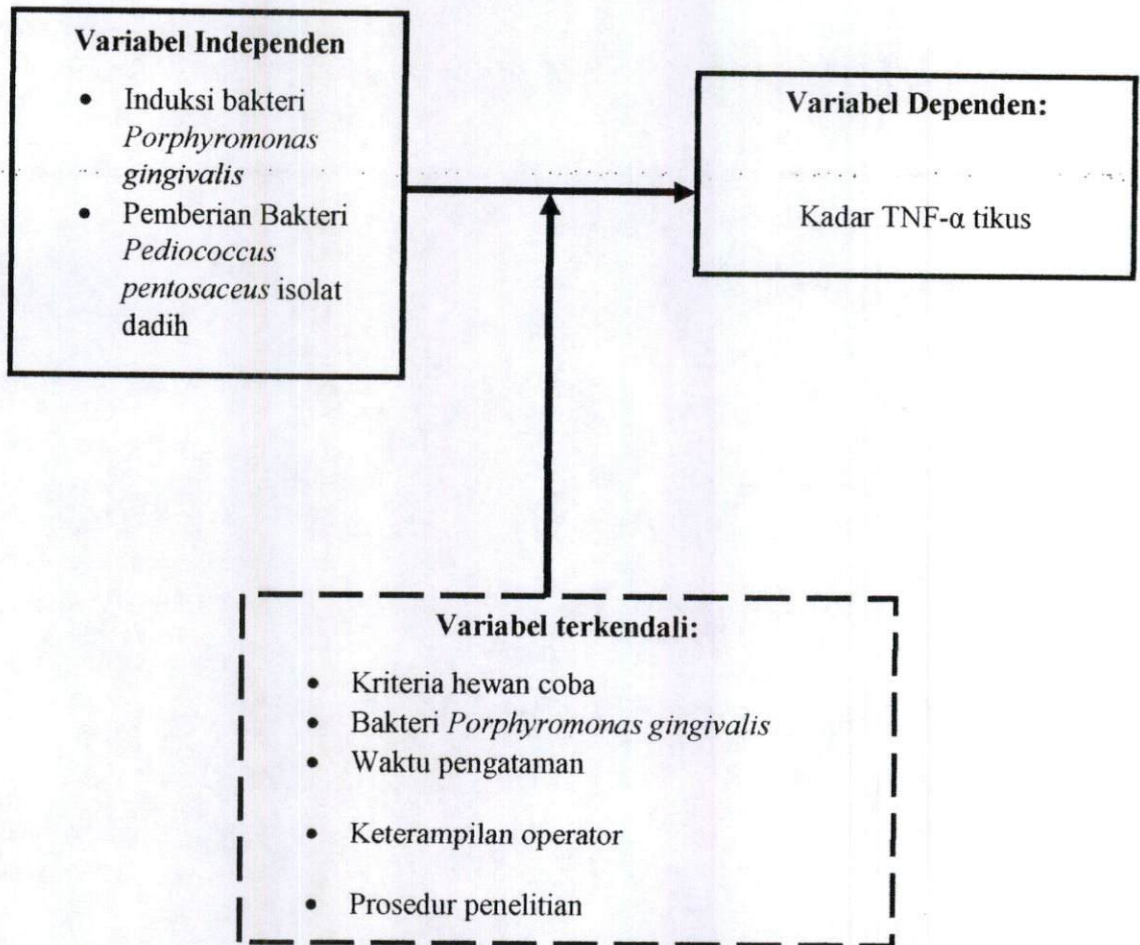 Variabel Independen
• Induksi bakteri
Porphyromonas
gingivalis
• Pemberian Bakteri
Pediococcus
pentosaceus isolat
dadih
Variabel Dependen:
Kadar TNF-α tikus
Variabel terkendali:
• Kriteria hewan coba
• Bakteri Porphyromonas gingivalis
• Waktu pengataman
• Keterampilan operator
• Prosedur penelitian